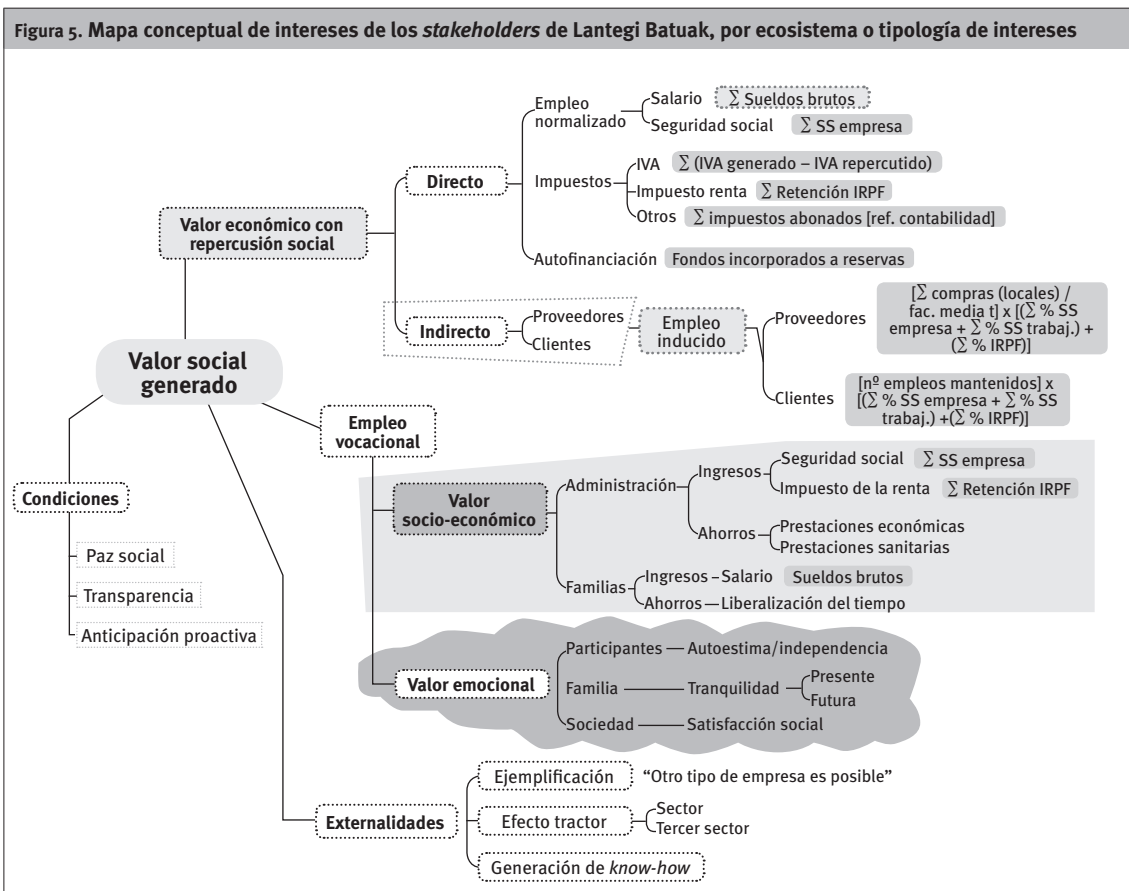 Figura 5. Mapa conceptual de intereses de los stakeholders de Lantegi Batuak, por ecosistema o tipología de intereses
Valor social
generado
Valor económico con
repercusión social
Directo
Empleo
normalizado
Salario ∑ Sueldos brutos
Seguridad social ∑ SS empresa
Impuestos
IVA ∑ (IVA generado – IVA repercutido)
Impuesto renta ∑ Retención IRPF
Otros ∑ impuestos abonados [ref. contabilidad]
Autofinanciación Fondos incorporados a reservas
Indirecto
Proveedores
Clientes
Empleo
inducido
Proveedores
[∑ compras (locales) /
fac. media t] x [(∑ % SS
empresa + ∑ % SS trabaj.) +
(∑ % IRPF)]
Clientes
[nº empleos mantenidos] x
[(∑ % SS empresa + ∑ % SS
trabaj.) +(∑ % IRPF)]
Empleo
vocacional
Valor
socio-económico
Administración
Ingresos
Seguridad social ∑ SS empresa
Impuesto de la renta ∑ Retención IRPF
Ahorros
Prestaciones económicas
Prestaciones sanitarias
Familias
Ingresos – Salario Sueldos brutos
Ahorros — Liberalización del tiempo
Valor emocional
Participantes — Autoestima/independencia
Familia — Tranquilidad
Presente
Futura
Sociedad — Satisfacción social
Condiciones
Paz social
Transparencia
Anticipación proactiva
Externalidades
Ejemplificación “Otro tipo de empresa es posible”
Efecto tractor
Sector
Tercer sector
Generación de know-how